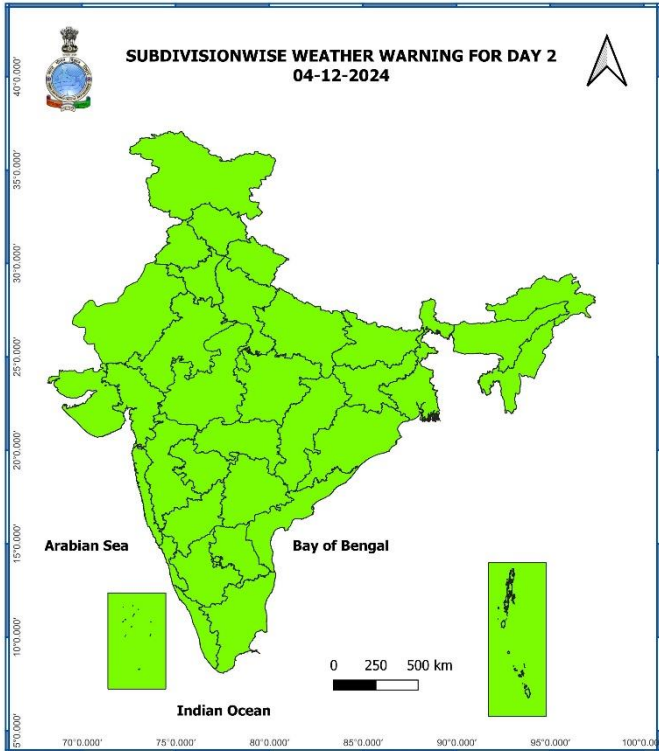 SUBDIVISIONWISE WEATHER WARNING FOR DAY 2
04-12-2024
40°0.000'
35°0.000'
30°0.000'
25°0.000'
20°0.000'
15°0.000'
10°0.000'
5°0.000'
Arabian Sea
Bay of Bengal
0 250 500 km
Indian Ocean
70°0.000' 75°0.000' 80°0.000' 85°0.000' 90°0.000' 95°0.000' 100°0.000'